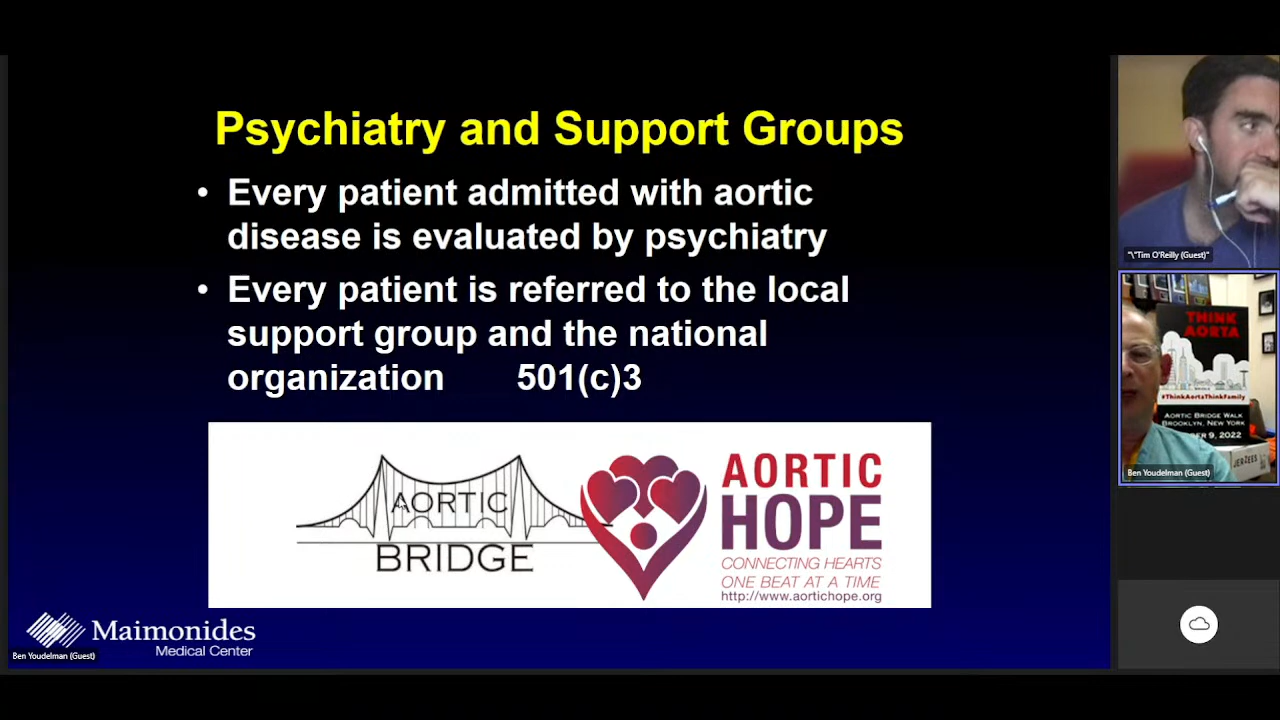 Psychiatry and Support Groups
• Every patient admitted with aortic
disease is evaluated by psychiatry
• Every patient is referred to the local
support group and the national
organization 501(c)3
AORTIC
BRIDGE
AORTIC
HOPE
CONNECTING HEARTS
ONE BEAT AT A TIME
http://www.aortichope.org
Maimonides
Medical Center
Ben Youdelman (Guest)
"\"Tim O'Reilly (Guest)"
THINK
AORTA
#ThinkAortaThinkFamily
AORTIC BRIDGE WALK
BROOKLYN, NEW YORK
9, 2022
JERZEES
Ben Youdelman (Guest)